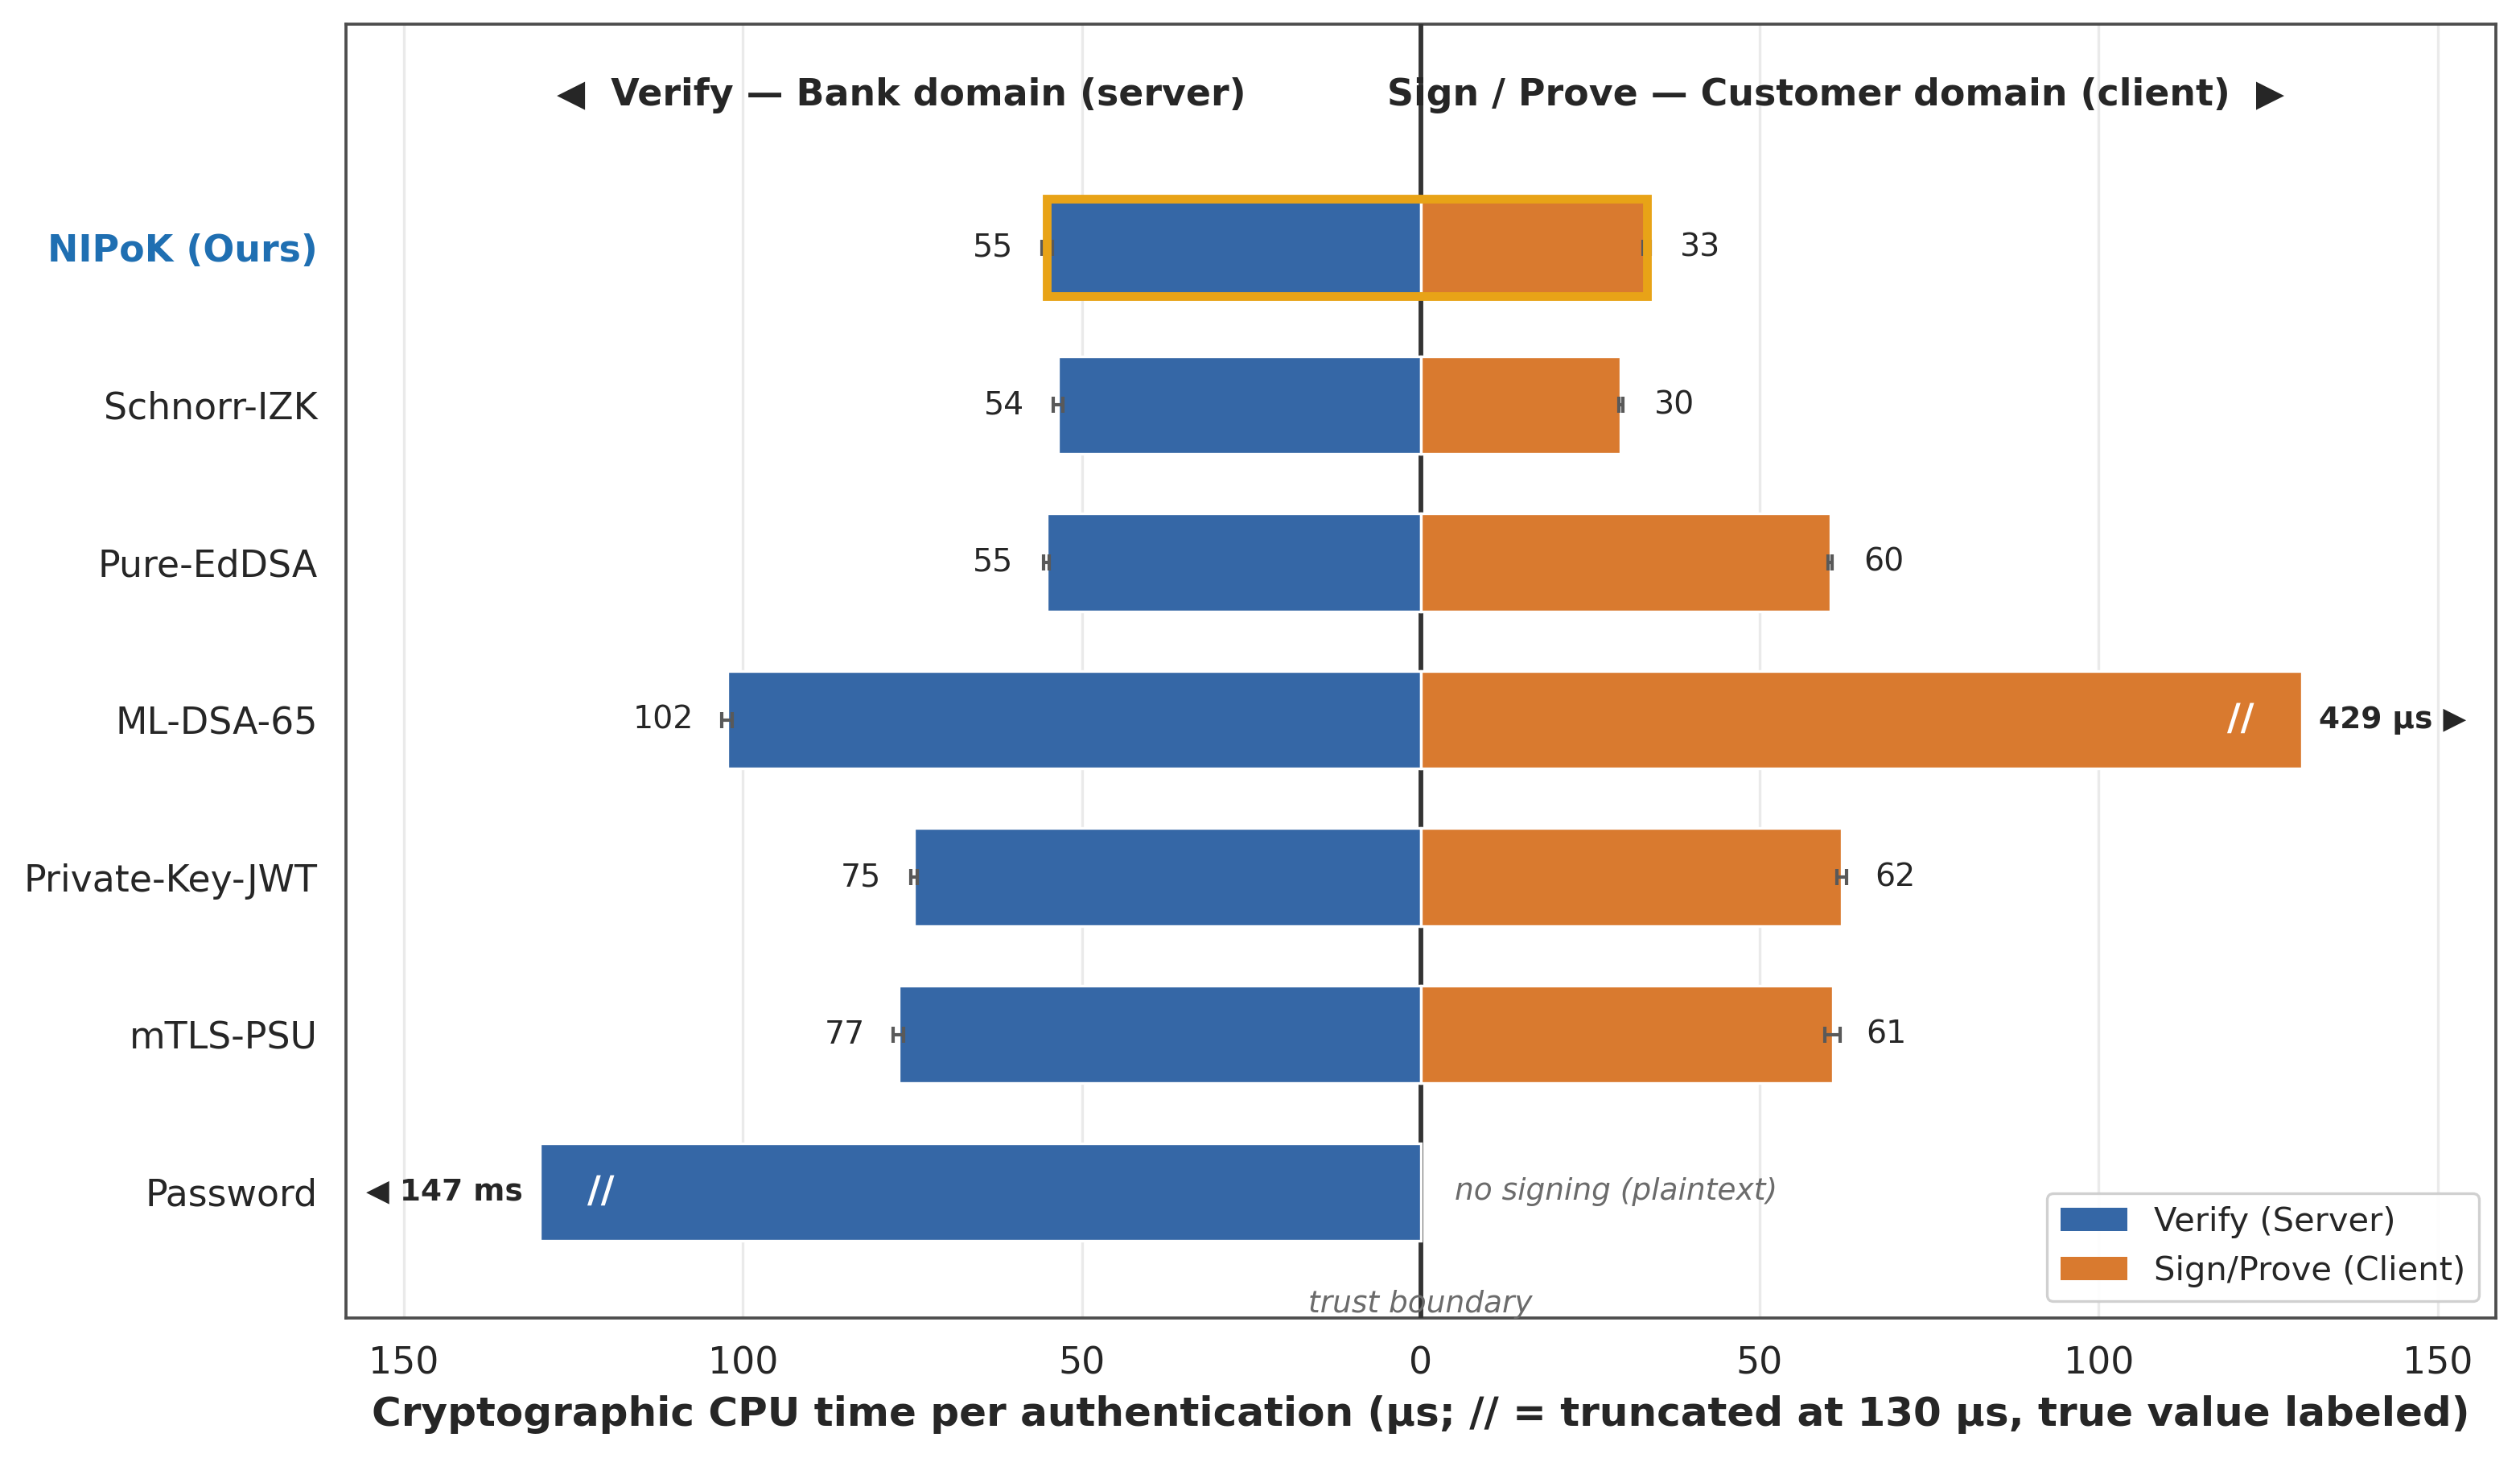 ◀ Verify — Bank domain (server) Sign / Prove — Customer domain (client) ▶
NIPoK (Ours) 55 33
Schnorr-IZK 54 30
Pure-EdDSA 55 60
ML-DSA-65 102 // 429 µs ▶
Private-Key-JWT 75 62
mTLS-PSU 77 61
Password ◀ 147 ms // no signing (plaintext)
Verify (Server)
Sign/Prove (Client)
trust boundary
150 100 50 0 50 100 150
Cryptographic CPU time per authentication (µs; // = truncated at 130 µs, true value labeled)